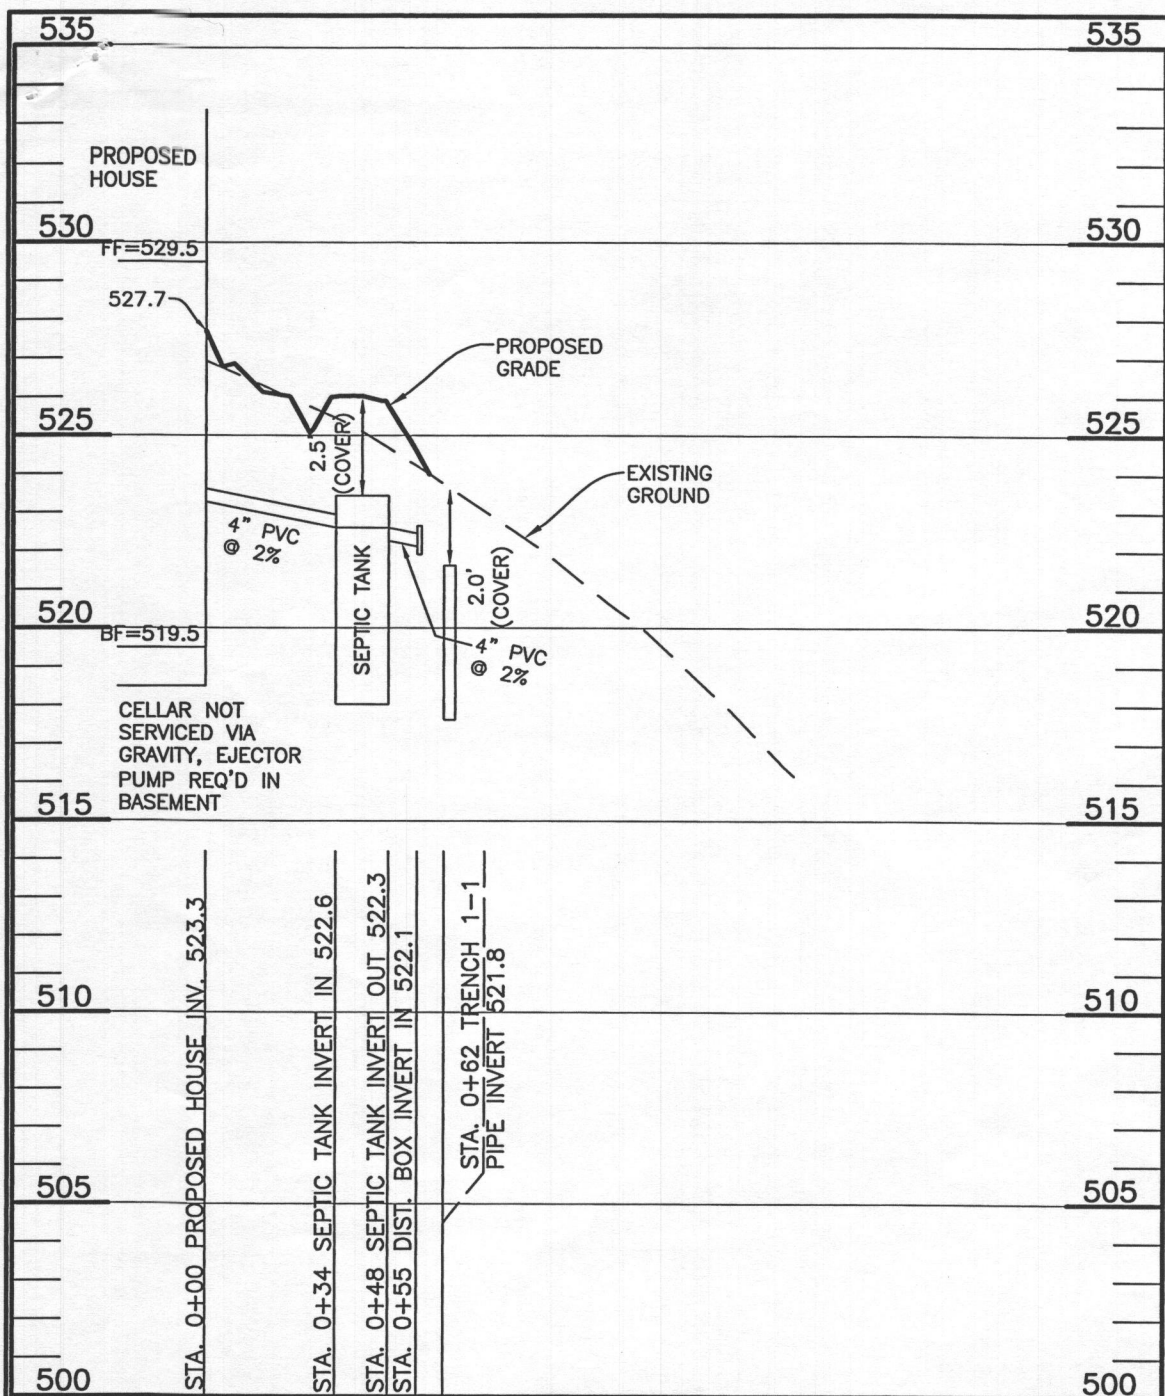 535 535
PROPOSED
HOUSE
530 530
FF=529.5
527.7
PROPOSED
GRADE
525 525
2.5'
(COVER)
EXISTING
GROUND
4" PVC
@ 2%
SEPTIC TANK
2.0'
(COVER)
520 520
BF=519.5
4" PVC
@ 2%
CELLAR NOT
SERVICED VIA
GRAVITY, EJECTOR
PUMP REQ'D IN
BASEMENT
515 515
STA. 0+00 PROPOSED HOUSE INV. 523.3
STA. 0+34 SEPTIC TANK INVERT IN 522.6
STA. 0+48 SEPTIC TANK INVERT OUT 522.3
STA. 0+55 DIST. BOX INVERT IN 522.1
STA. 0+62 TRENCH 1-1
PIPE INVERT 521.8
510 510
505 505
500 500